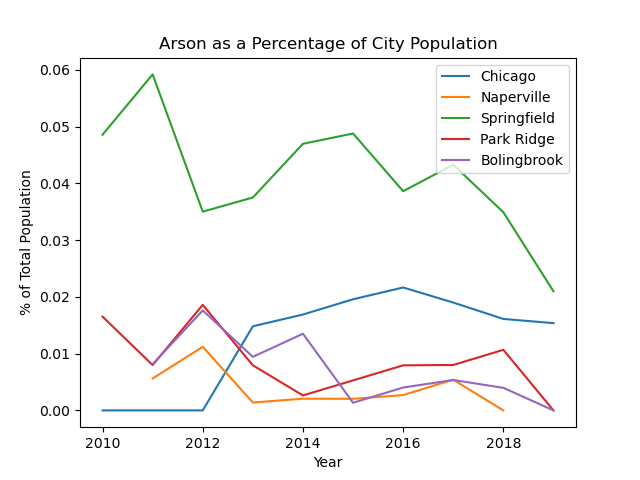 Arson as a Percentage of City Population
% of Total Population
0.06
0.05
0.04
0.03
0.02
0.01
0.00
Chicago
Naperville
Springfield
Park Ridge
Bolingbrook
2010 2012 2014 2016 2018
Year